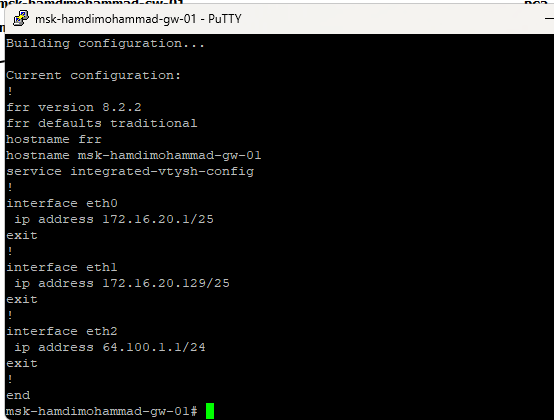 msk-hamdimohammad-gw-01 - PuTTY
Building configuration...
Current configuration:
!
frr version 8.2.2
frr defaults traditional
hostname frr
hostname msk-hamdimohammad-gw-01
service integrated-vtysh-config
!
interface eth0
 ip address 172.16.20.1/25
exit
!
interface eth1
 ip address 172.16.20.129/25
exit
!
interface eth2
 ip address 64.100.1.1/24
exit
!
end
msk-hamdimohammad-gw-01#